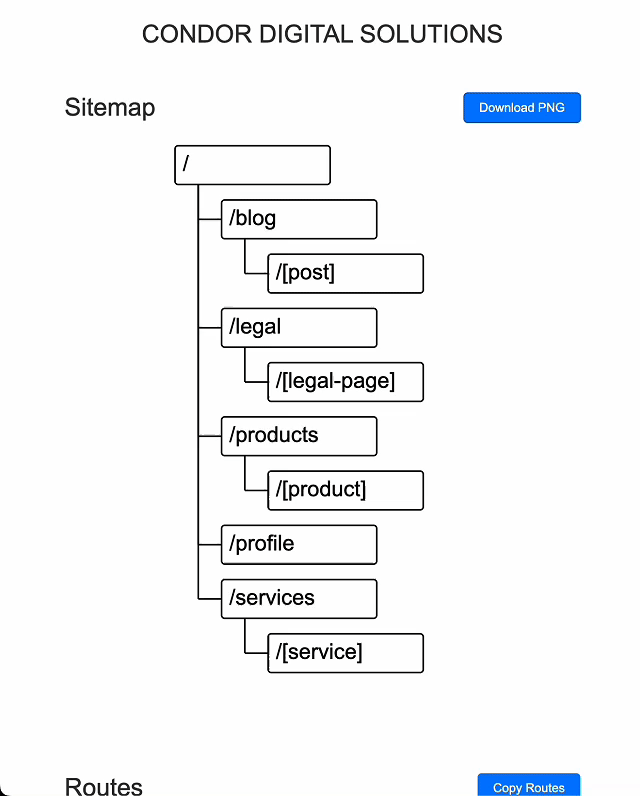 CONDOR DIGITAL SOLUTIONS
Sitemap
Download PNG
/
/blog
/[post]
/legal
/[legal-page]
/products
/[product]
/profile
/services
/[service]
Routes
Copy Routes